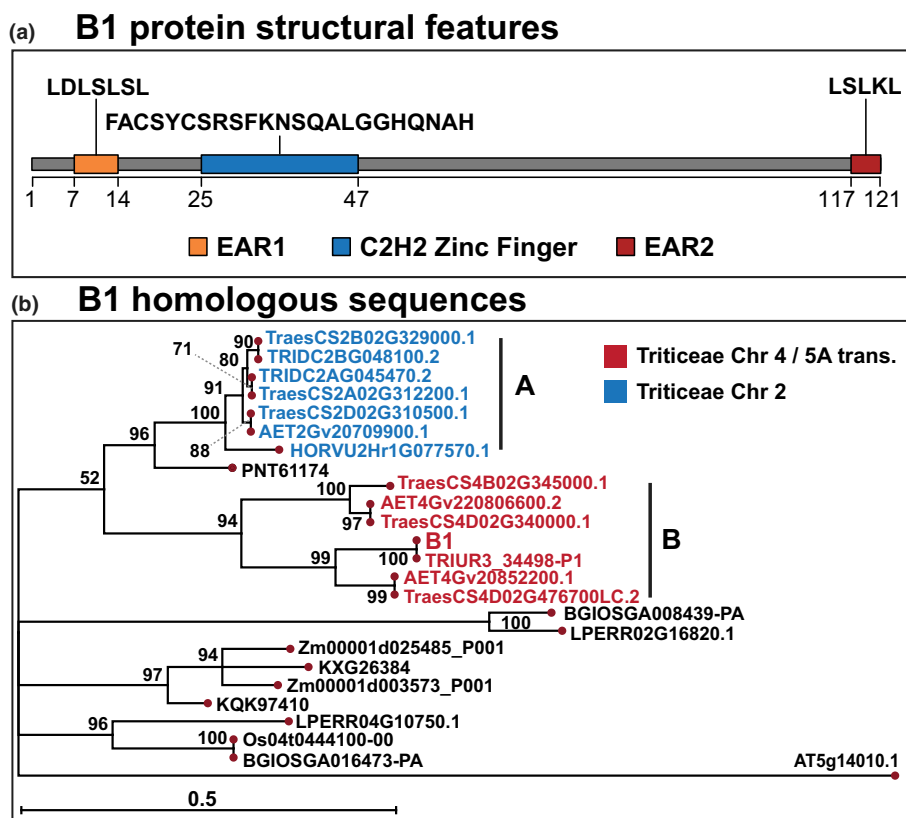 (a) B1 protein structural features
LDLSLSL
LSLKL
FACSYCSRSFKNSQALGGHQNAH
1 7 14 25 47 117 121
EAR1 C2H2 Zinc Finger EAR2
(b) B1 homologous sequences
90 TraesCS2B02G329000.1
71 80 TRIDC2BG048100.2
Triticeae Chr 4 / 5A trans.
TRIDC2AG045470.2
Triticeae Chr 2
91 TraesCS2A02G312200.1
A
100 TraesCS2D02G310500.1
88 AET2Gv20709900.1
96 HORVU2Hr1G077570.1
52 PNT61174
100 TraesCS4B02G345000.1
AET4Gv220806600.2
94 97 TraesCS4D02G340000.1
B1
B
99 100 TRIUR3_34498-P1
AET4Gv20852200.1
99 TraesCS4D02G476700LC.2
BGIOSGA008439-PA
100 LPERR02G16820.1
94 Zm00001d025485_P001
97 KXG26384
Zm00001d003573_P001
KQK97410
96 LPERR04G10750.1
100 Os04t0444100-00
BGIOSGA016473-PA
AT5g14010.1
0.5